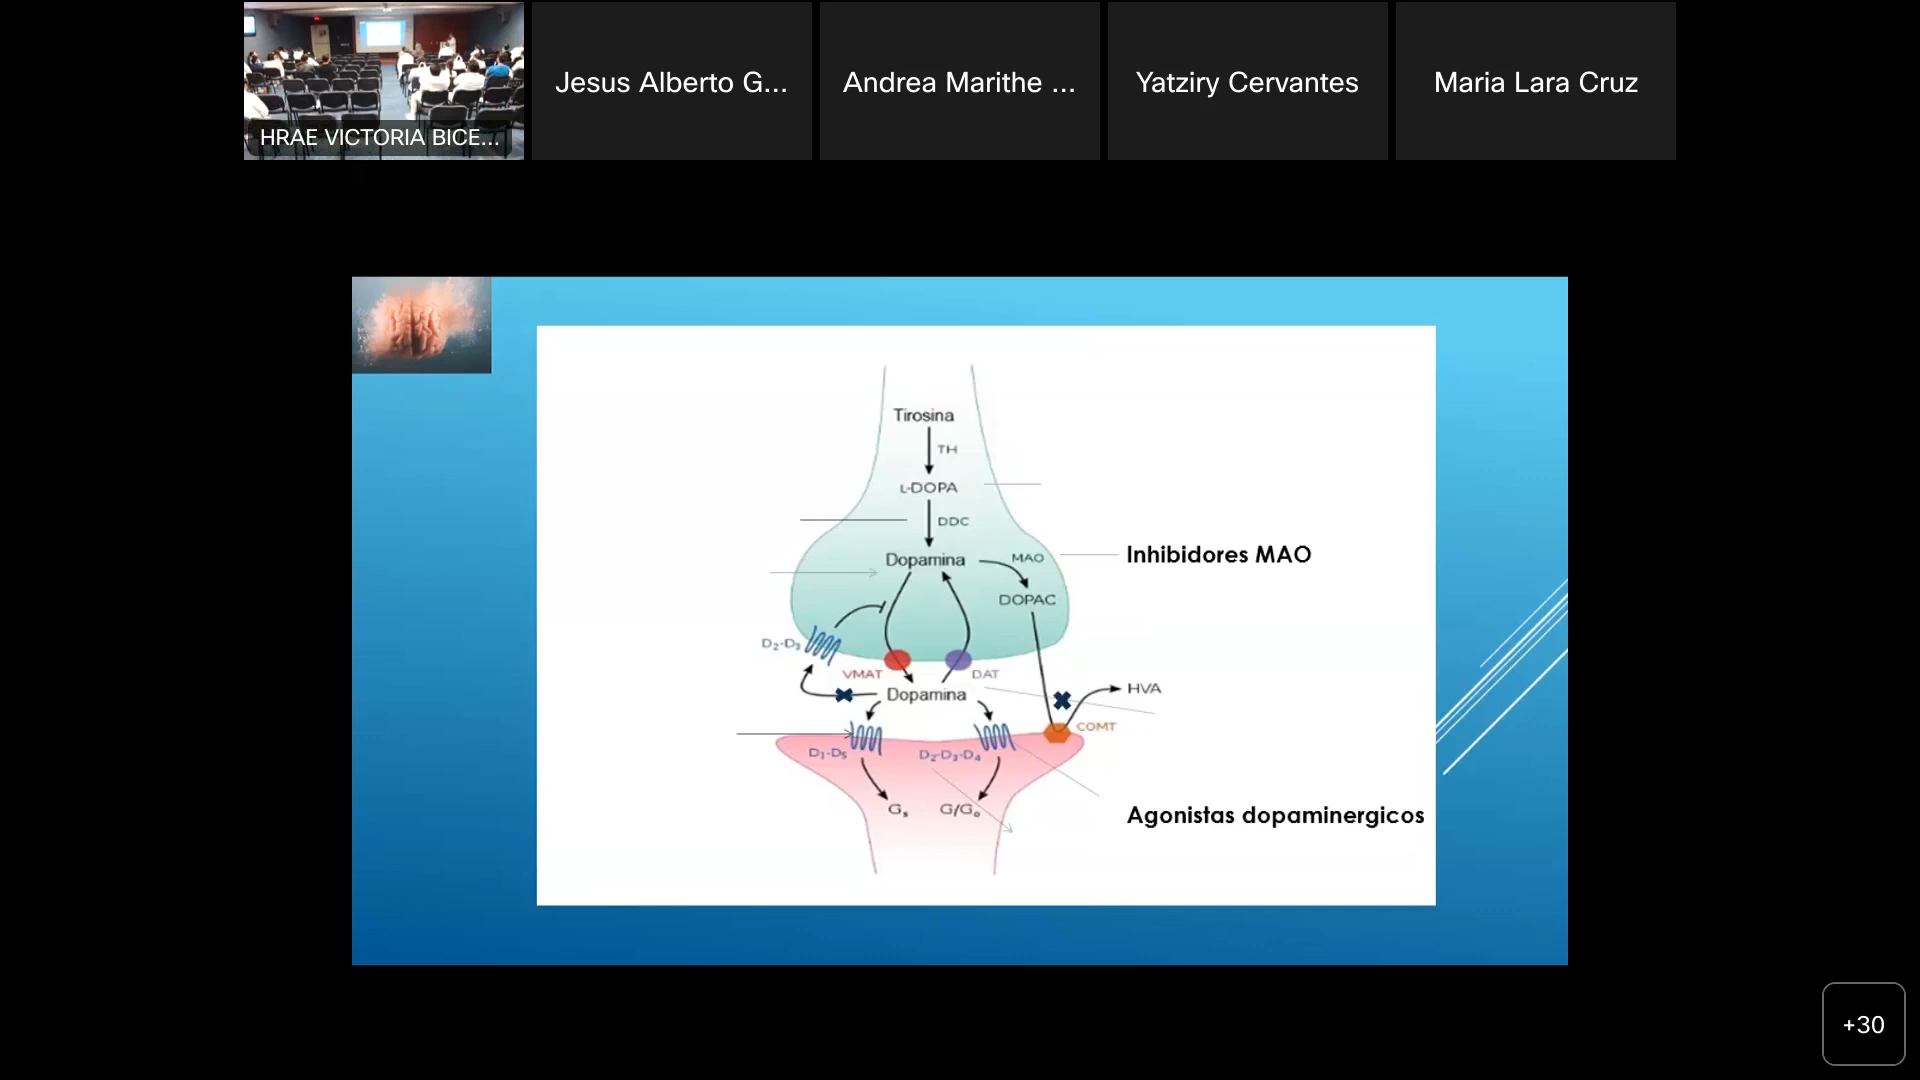 HRAE VICTORIA BICE...
Jesus Alberto G...
Andrea Marithe ...
Yatziry Cervantes
Maria Lara Cruz
Tirosina
TH
L-DOPA
DDC
Dopamina
MAO
Inhibidores MAO
DOPAC
D₂-D₃
VMAT
DAT
Dopamina
HVA
COMT
D₁-D₅
D₂-D₃-D₄
Gₛ
G/Gₒ
Agonistas dopaminergicos
+30